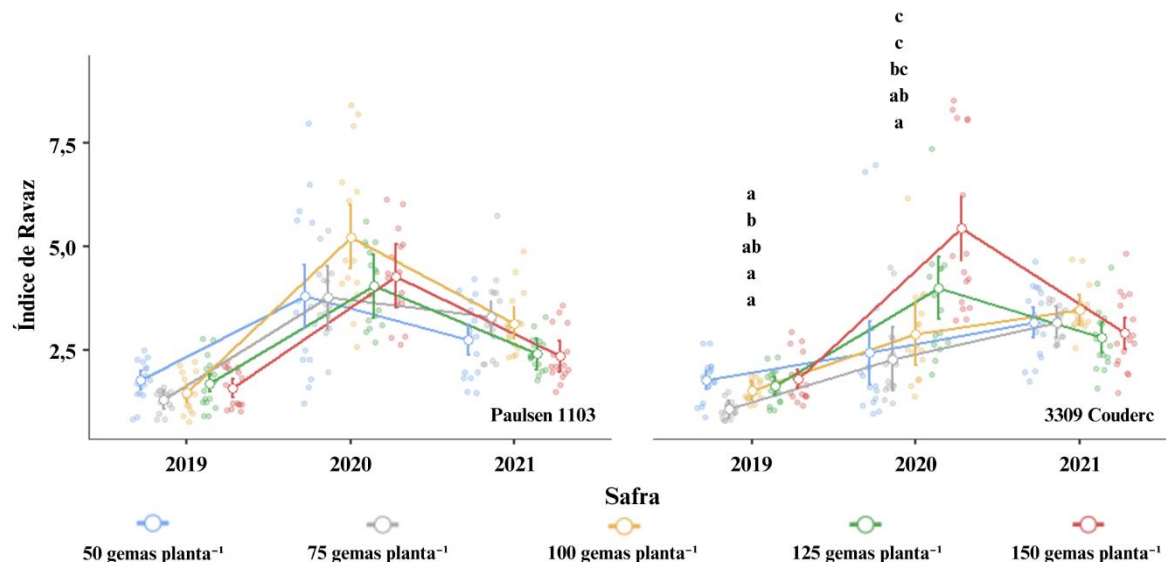 c
c
bc
ab
a
7,5
a
b
ab
a
a
5,0
Índice de Ravaz
2,5
Paulsen 1103
3309 Couderc
2019 2020 2021 2019 2020 2021
Safra
50 gemas planta⁻¹ 75 gemas planta⁻¹ 100 gemas planta⁻¹ 125 gemas planta⁻¹ 150 gemas planta⁻¹